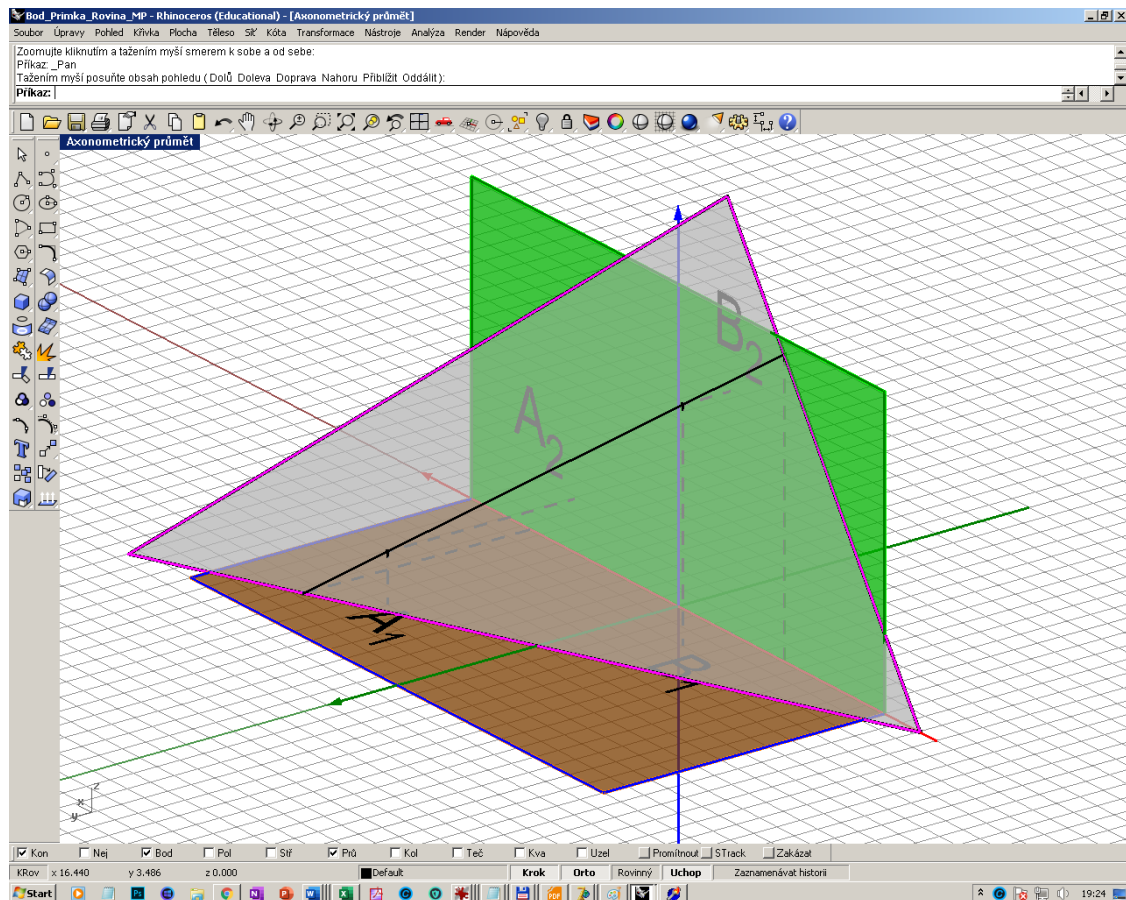 Bod_Primka_Rovina_MP - Rhinoceros (Educational) - [Axonometrický průmět]
Soubor Úpravy Pohled Křivka Plocha Těleso Síť Kóta Transformace Nástroje Analýza Render Nápověda
Zoomujte kliknutím a tažením myší smerem k sobe a od sebe:
Příkaz: _Pan
Tažením myší posuňte obsah pohledu ( Dolů Doleva Doprava Nahoru Přiblížit Oddálit ):
Příkaz:
Axonometrický průmět
B2
A2
A1
B1
z
x
y
Kon Nej Bod Pol Stř Prů Kol Teč Kva Uzel Promítnout STrack Zakázat
KRov x 16.440 y 3.486 z 0.000 Default Krok Orto Rovinný Uchop Zaznamenávat historii
Start 19:24